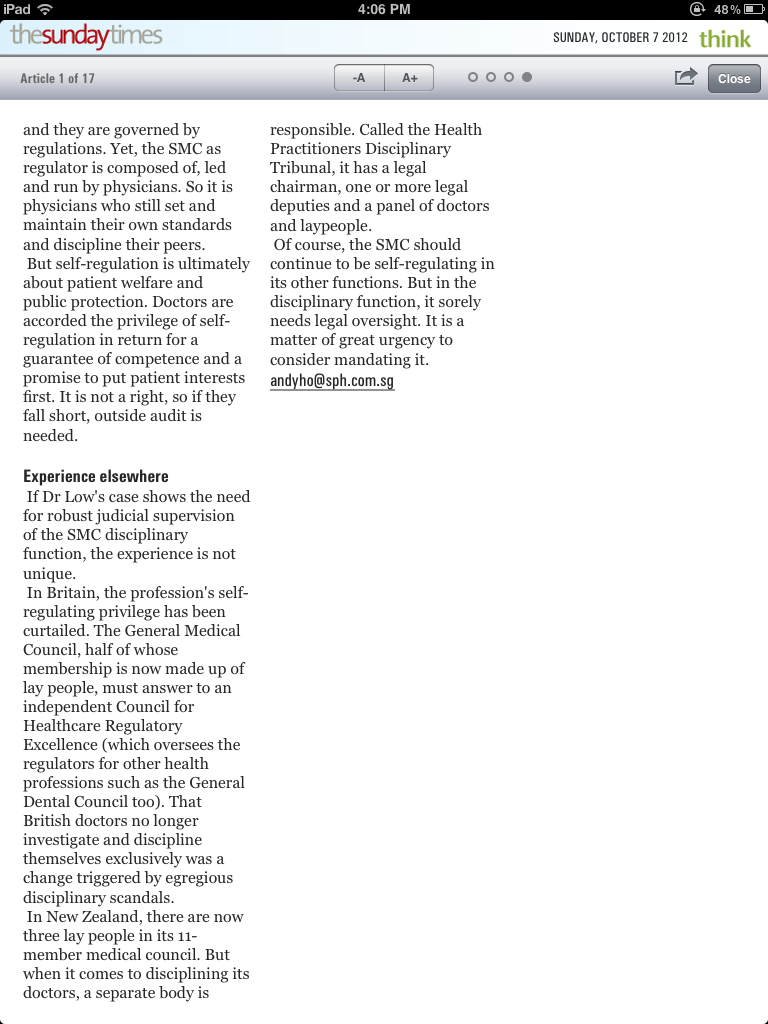 iPad
4:06 PM
48%
thesundaytimes
SUNDAY, OCTOBER 7 2012
think
Article 1 of 17
-A
A+
Close
and they are governed by
regulations. Yet, the SMC as
regulator is composed of, led
and run by physicians. So it is
physicians who still set and
maintain their own standards
and discipline their peers.
But self-regulation is ultimately
about patient welfare and
public protection. Doctors are
accorded the privilege of self-
regulation in return for a
guarantee of competence and a
promise to put patient interests
first. It is not a right, so if they
fall short, outside audit is
needed.
Experience elsewhere
If Dr Low's case shows the need
for robust judicial supervision
of the SMC disciplinary
function, the experience is not
unique.
In Britain, the profession's self-
regulating privilege has been
curtailed. The General Medical
Council, half of whose
membership is now made up of
lay people, must answer to an
independent Council for
Healthcare Regulatory
Excellence (which oversees the
regulators for other health
professions such as the General
Dental Council too). That
British doctors no longer
investigate and discipline
themselves exclusively was a
change triggered by egregious
disciplinary scandals.
In New Zealand, there are now
three lay people in its 11-
member medical council. But
when it comes to disciplining its
doctors, a separate body is
responsible. Called the Health
Practitioners Disciplinary
Tribunal, it has a legal
chairman, one or more legal
deputies and a panel of doctors
and laypeople.
Of course, the SMC should
continue to be self-regulating in
its other functions. But in the
disciplinary function, it sorely
needs legal oversight. It is a
matter of great urgency to
consider mandating it.
andyho@sph.com.sg